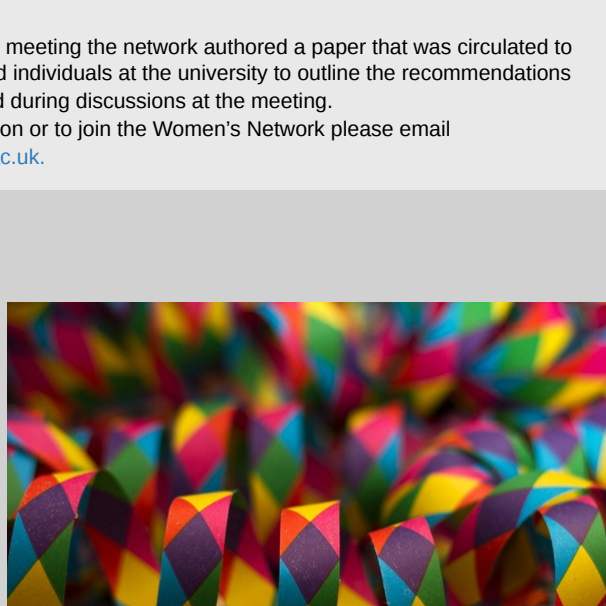 meeting the network authored a paper that was circulated to
individuals at the university to outline the recommendations
during discussions at the meeting.
on or to join the Women’s Network please email
c.uk.